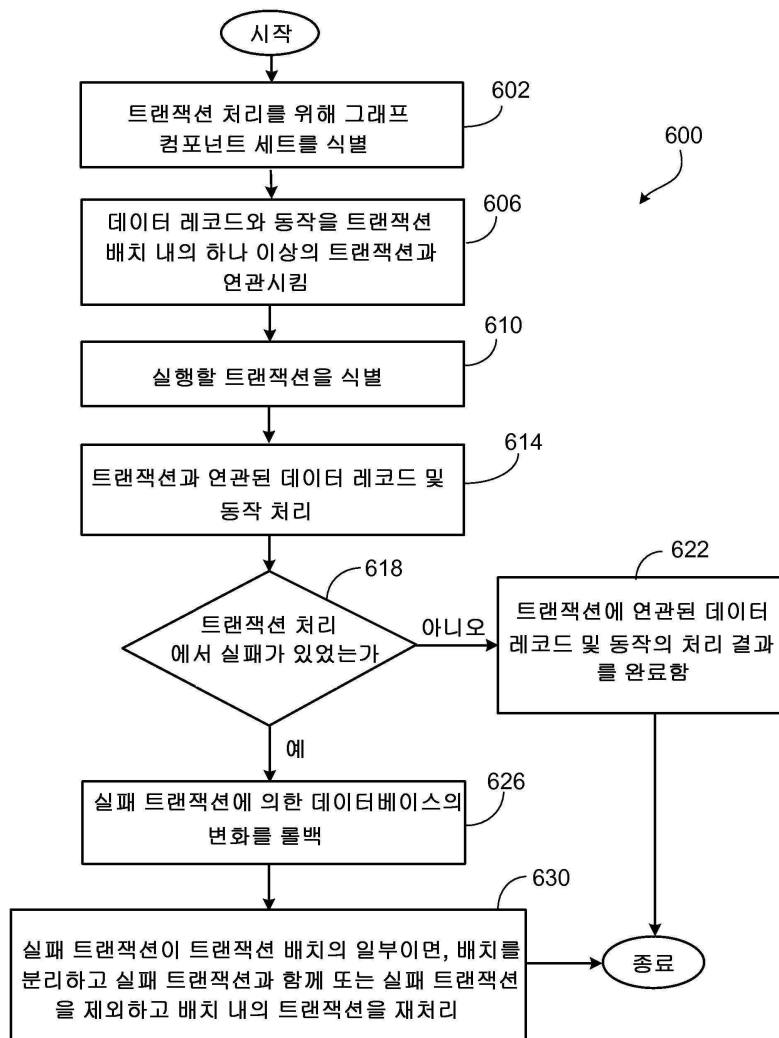 시작
602
트랜잭션 처리를 위해 그래프
컴포넌트 세트를 식별
600
606
데이터 레코드와 동작을 트랜잭션
배치 내의 하나 이상의 트랜잭션과
연관시킴
610
실행할 트랜잭션을 식별
614
트랜잭션과 연관된 데이터 레코드 및
동작 처리
618
트랜잭션 처리
에서 실패가 있었는가
아니오
622
트랜잭션에 연관된 데이터
레코드 및 동작의 처리 결과
를 완료함
예
626
실패 트랜잭션에 의한 데이터베이스의
변화를 롤백
630
실패 트랜잭션이 트랜잭션 배치의 일부이면, 배치를
분리하고 실패 트랜잭션과 함께 또는 실패 트랜잭션
을 제외하고 배치 내의 트랜잭션을 재처리
종료